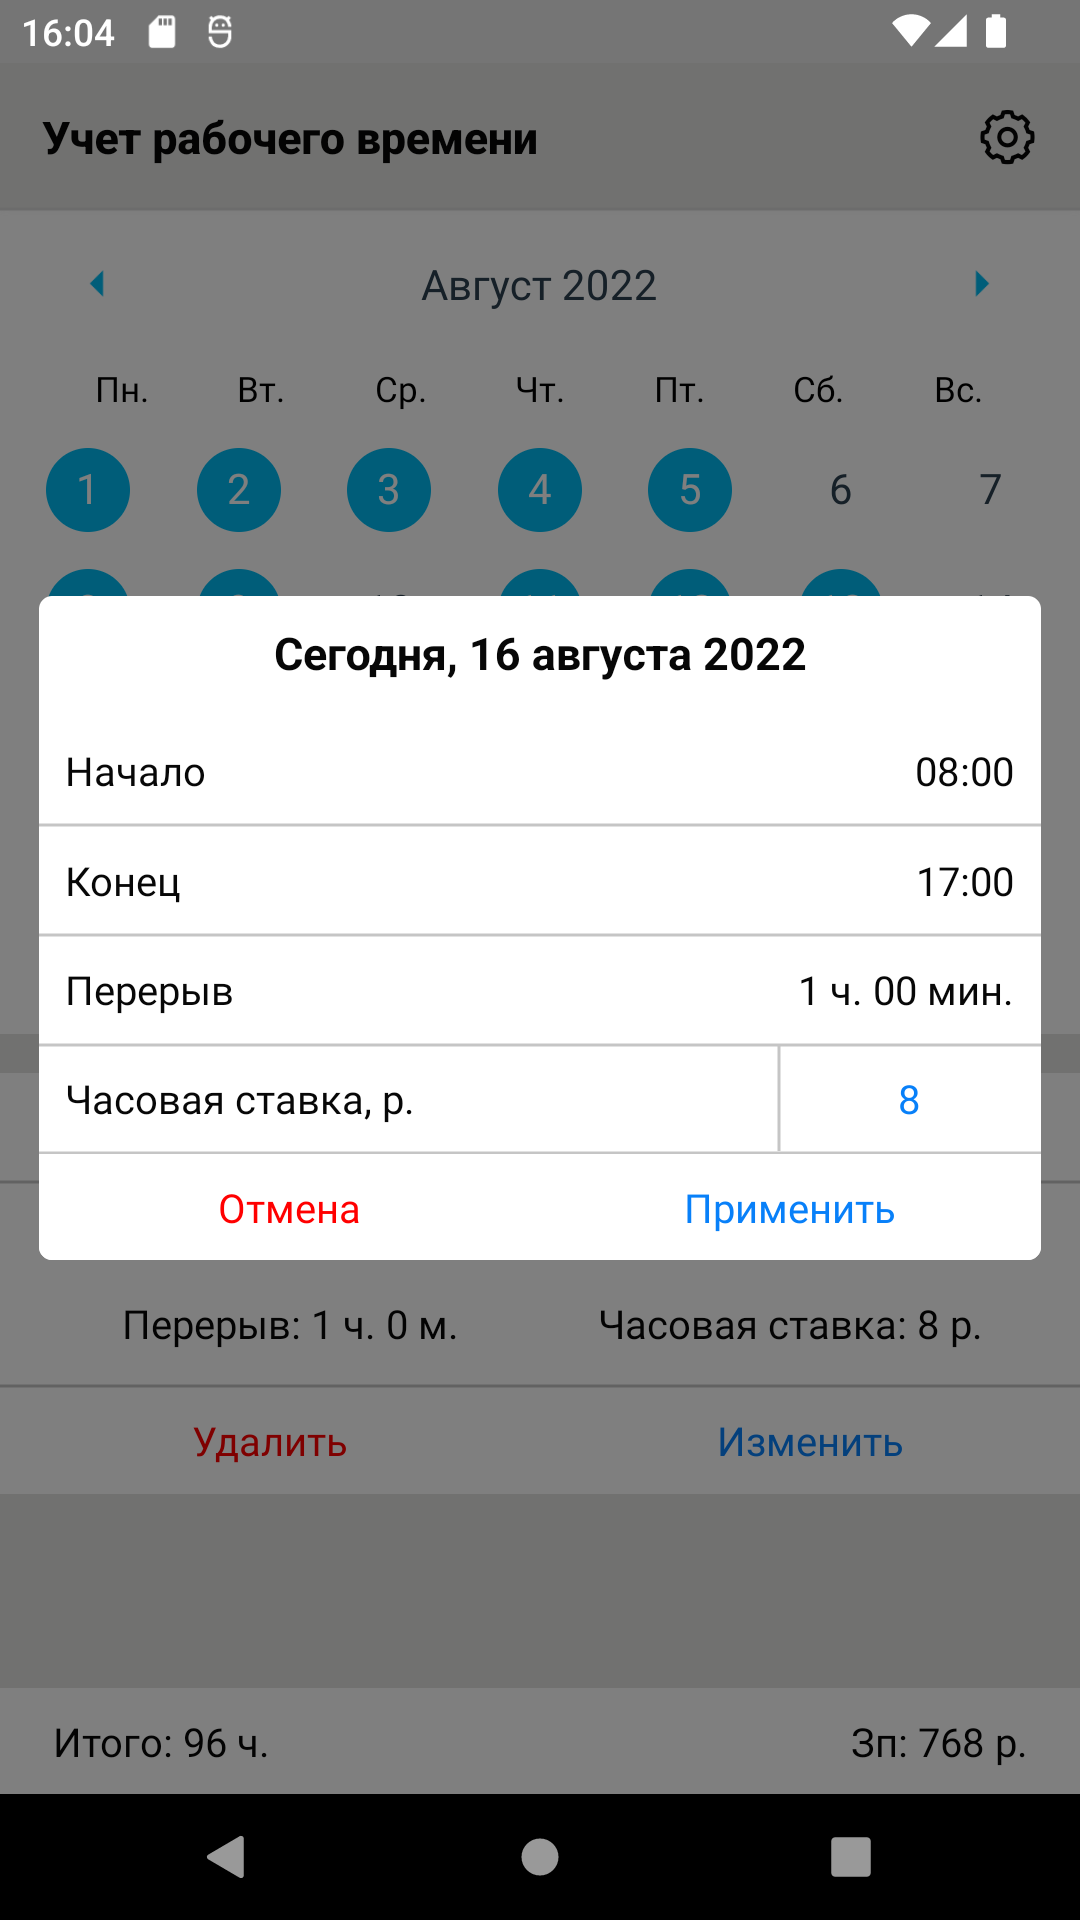 16:04
Учет рабочего времени
Август 2022
Пн. Вт. Ср. Чт. Пт. Сб. Вс.
1 2 3 4 5 6 7
Сегодня, 16 августа 2022
Начало 08:00
Конец 17:00
Перерыв 1 ч. 00 мин.
Часовая ставка, р. 8
Отмена Применить
Перерыв: 1 ч. 0 м. Часовая ставка: 8 р.
Удалить Изменить
Итого: 96 ч. Зп: 768 р.